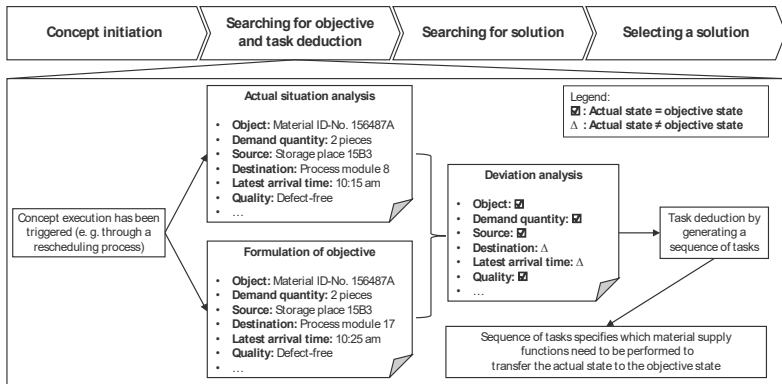 Concept initiation
Searching for objective
and task deduction
Searching for solution
Selecting a solution
Actual situation analysis
• Object: Material ID-No. 156487A
• Demand quantity: 2 pieces
• Source: Storage place 15B3
• Destination: Process module 8
• Latest arrival time: 10:15 am
• Quality: Defect-free
• …
Legend:
☑ : Actual state = objective state
Δ : Actual state ≠ objective state
Concept execution has been
triggered (e. g. through a
rescheduling process)
Formulation of objective
• Object: Material ID-No. 156487A
• Demand quantity: 2 pieces
• Source: Storage place 15B3
• Destination: Process module 17
• Latest arrival time: 10:25 am
• Quality: Defect-free
• …
Deviation analysis
• Object: ☑
• Demand quantity: ☑
• Source: ☑
• Destination: Δ
• Latest arrival time: Δ
• Quality: ☑
• …
Task deduction by
generating a
sequence of tasks
Sequence of tasks specifies which material supply
functions need to be performed to
transfer the actual state to the objective state